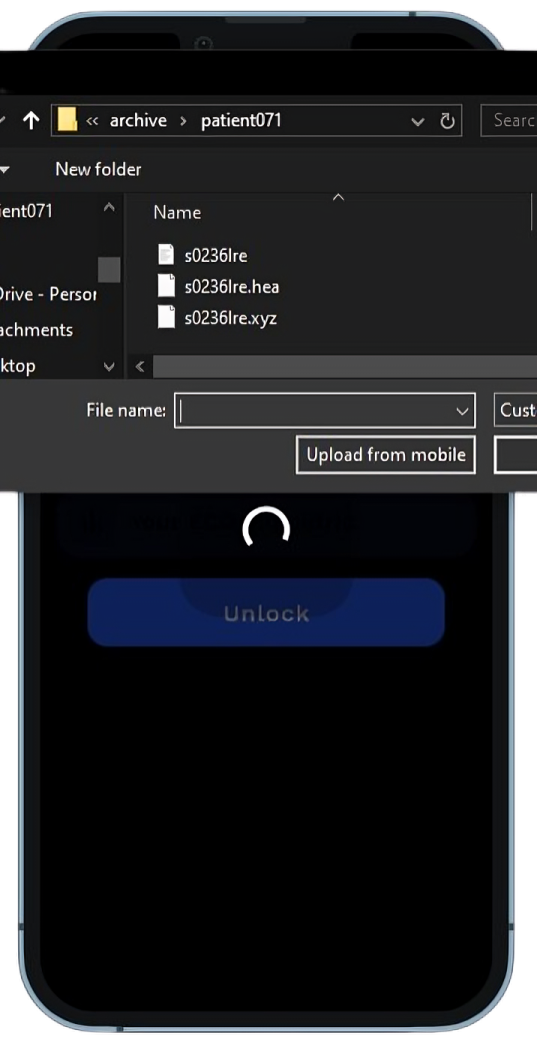 « archive > patient071
Searc
New folder
ient071
Name
s0236lre
Drive - Persor
s0236lre.hea
achments
s0236lre.xyz
ktop
File name:
Custo
Upload from mobile
Unlock